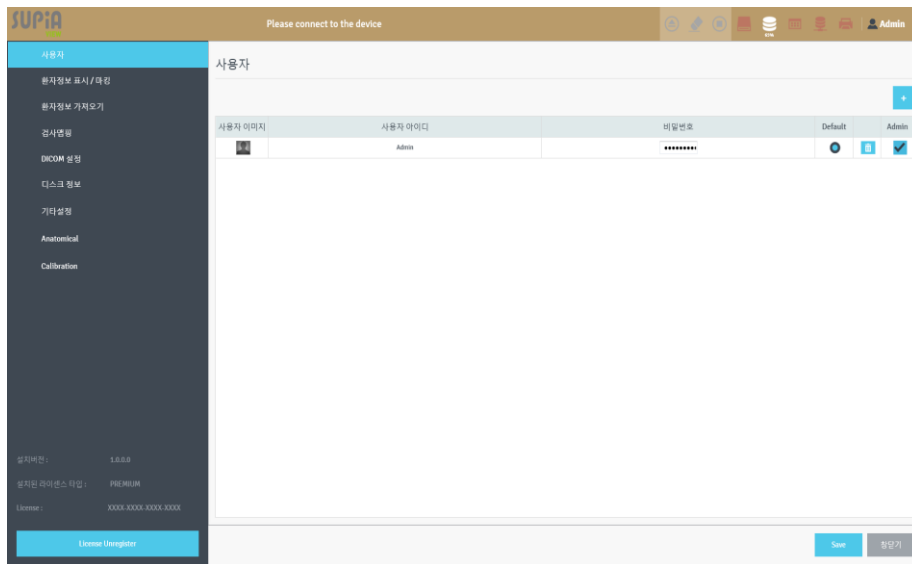 SUPiA
Please connect to the device
Admin
사용자
환자정보 표시 / 마킹
환자정보 가져오기
검사맵핑
DICOM 설정
디스크 정보
기타설정
Anatomical
Calibration
설치버전 : 1.0.0.0
설치된 라이센스 타입 : PREMIUM
License : XXXX-XXXX-XXXX-XXXX
License Unregister
사용자
+
사용자 이미지 사용자 아이디 비밀번호 Default Admin
Admin •••••••••
Save 창닫기